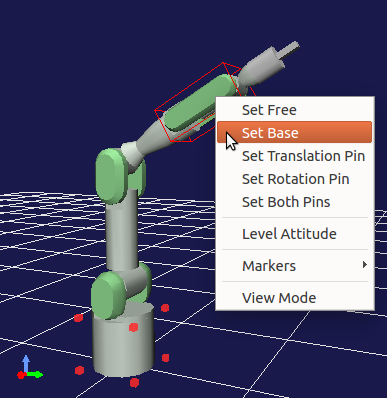 Set Free
Set Base
Set Translation Pin
Set Rotation Pin
Set Both Pins
Level Attitude
Markers
View Mode